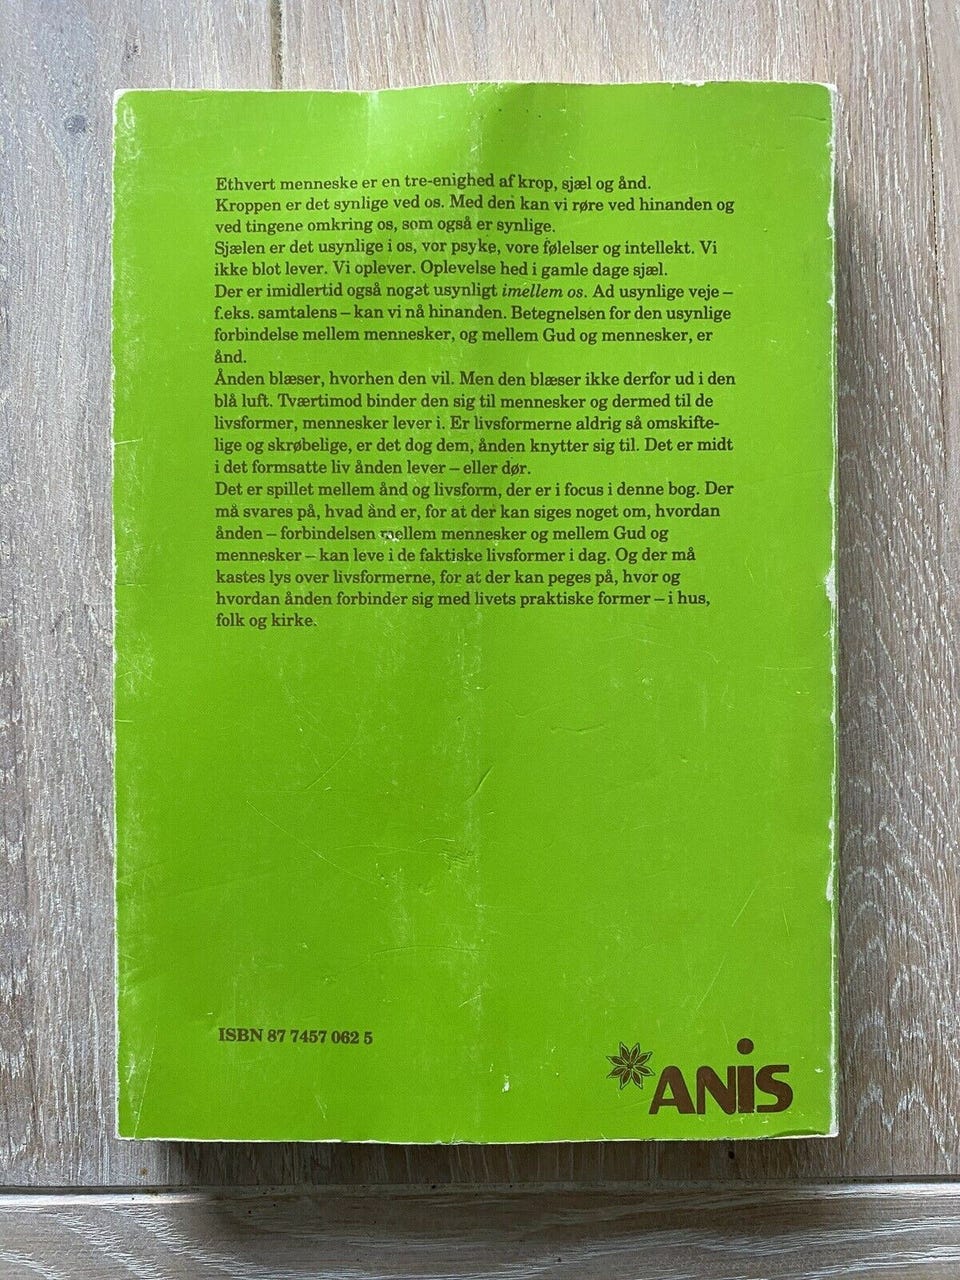 Ethvert menneske er en tre-enighed af krop, sjæl og ånd.
Kroppen er det synlige ved os. Med den kan vi røre ved hinanden og
ved tingene omkring os, som også er synlige.
Sjælen er det usynlige i os, vor psyke, vore følelser og intellekt. Vi
ikke blot lever. Vi oplever. Oplevelse hed i gamle dage sjæl.
Der er imidlertid også noget usynligt imellem os. Ad usynlige veje –
f.eks. samtalens – kan vi nå hinanden. Betegnelsen for den usynlige
forbindelse mellem mennesker, og mellem Gud og mennesker, er
ånd.
Ånden blæser, hvorhen den vil. Men den blæser ikke derfor ud i den
blå luft. Tværtimod binder den sig til mennesker og dermed til de
livsformer, mennesker lever i. Er livsformerne aldrig så omskifte-
lige og skrøbelige, er det dog dem, ånden knytter sig til. Det er midt
i det formsatte liv ånden lever – eller dør.
Det er spillet mellem ånd og livsform, der er i focus i denne bog. Der
må svares på, hvad ånd er, for at der kan siges noget om, hvordan
ånden – forbindelsen mellem mennesker og mellem Gud og
mennesker – kan leve i de faktiske livsformer i dag. Og der må
kastes lys over livsformerne, for at der kan peges på, hvor og
hvordan ånden forbinder sig med livets praktiske former – i hus,
folk og kirke.
ISBN 87 7457 062 5
ANIS